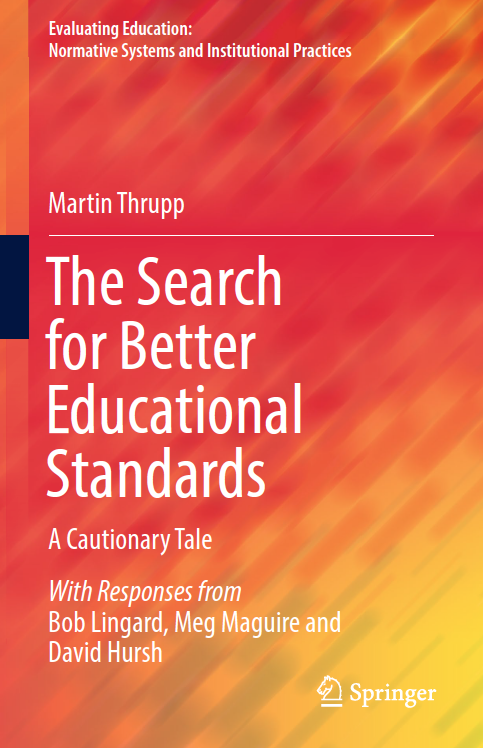 Evaluating Education:
Normative Systems and Institutional Practices
Martin Thrupp
The Search
for Better
Educational
Standards
A Cautionary Tale
With Responses from
Bob Lingard, Meg Maguire and
David Hursh
Springer